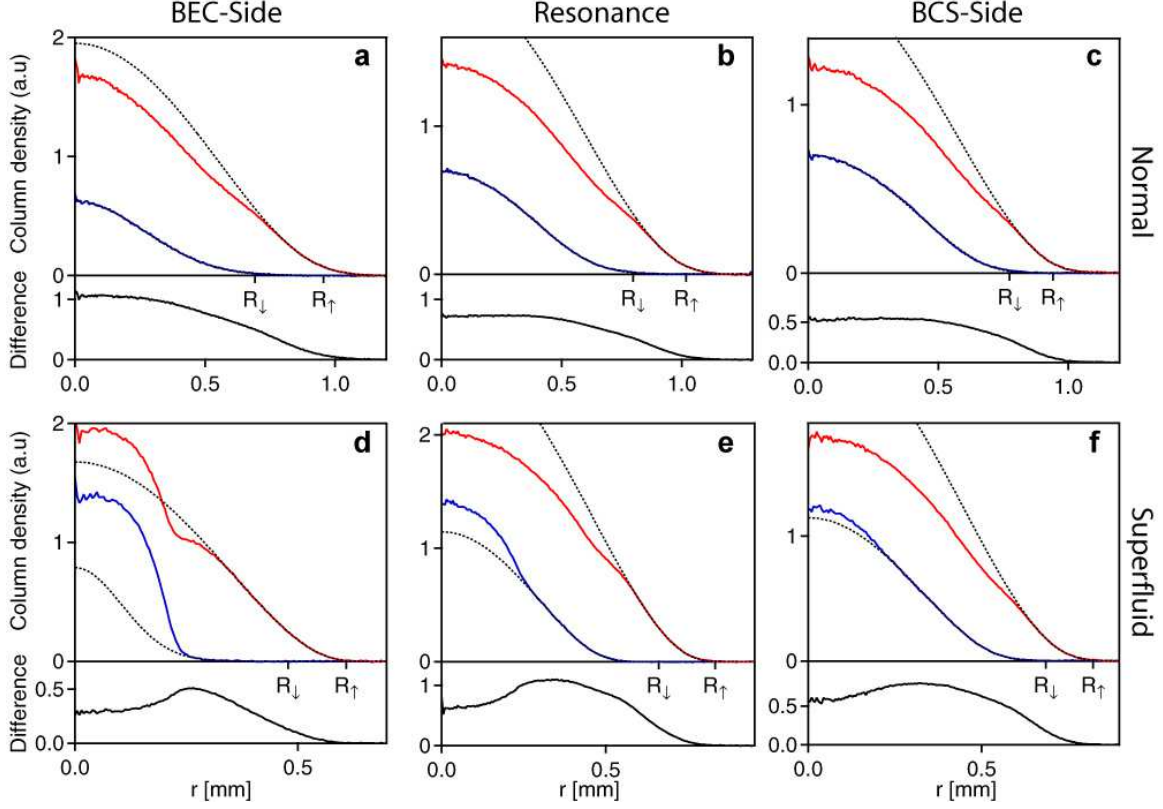 BEC-Side Resonance BCS-Side
a b c
Column density (a.u)
2
1
0
1
0
1
0
R↓ R↑ R↓ R↑ R↓ R↑
Normal
Difference
1
0
1
0
0.5
0.0
0.0 0.5 1.0 0.0 0.5 1.0 0.0 0.5 1.0
d e f
Column density (a.u)
2
1
0
2
1
0
1
0
R↓ R↑ R↓ R↑ R↓ R↑
Superfluid
Difference
0.5
0.0
1
0
0.5
0.0
0.0 0.5 0.0 0.5 0.0 0.5
r [mm] r [mm] r [mm]